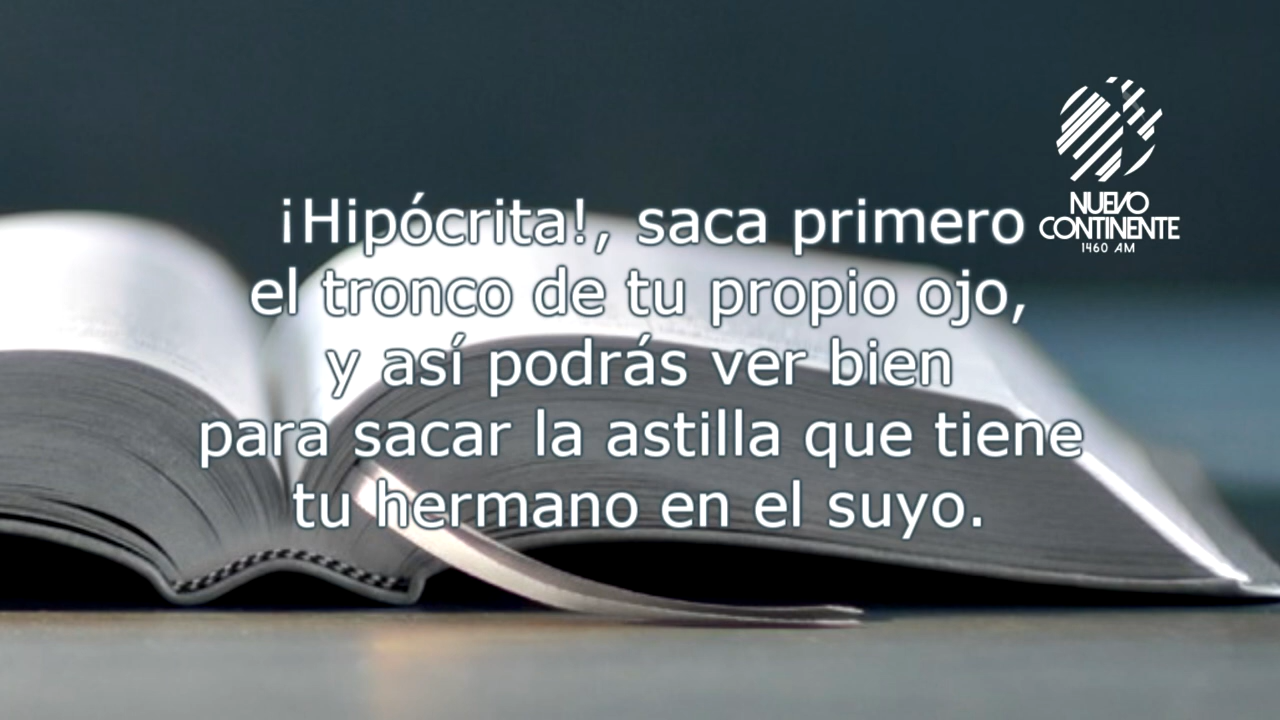 NUEVO
CONTINENTE
1460 AM
¡Hipócrita!, saca primero
el tronco de tu propio ojo,
y así podrás ver bien
para sacar la astilla que tiene
tu hermano en el suyo.